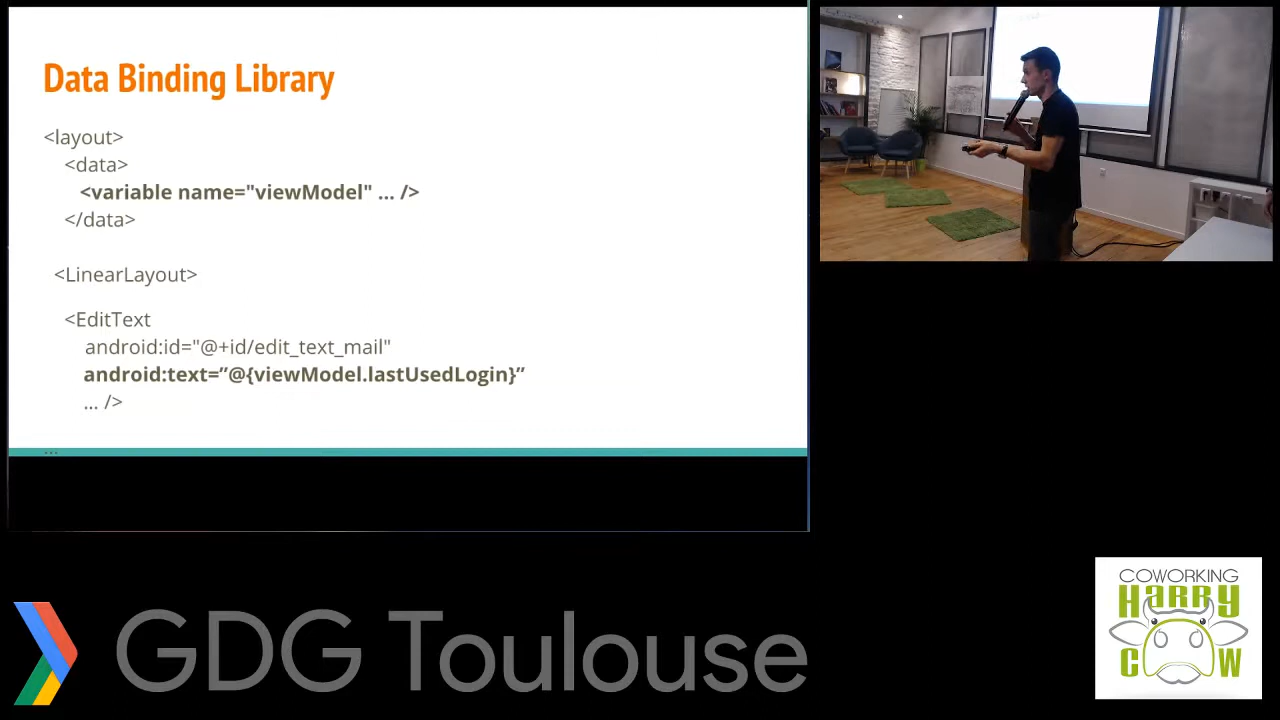 Data Binding Library
<layout>
<data>
<variable name="viewModel" ... />
</data>
<LinearLayout>
<EditText
android:id="@+id/edit_text_mail"
android:text=”@{viewModel.lastUsedLogin}”
... />
GDG Toulouse
COWORKING
HARRY
COW